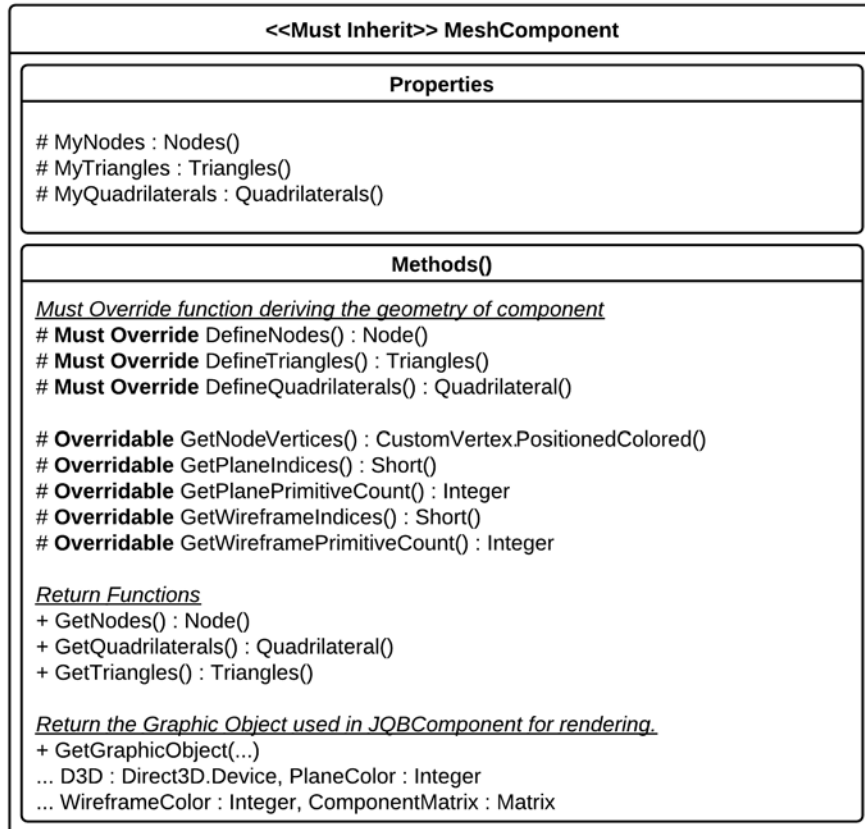 <<Must Inherit>> MeshComponent
Properties
# MyNodes : Nodes()
# MyTriangles : Triangles()
# MyQuadrilaterals : Quadrilaterals()
Methods()
Must Override function deriving the geometry of component
# Must Override DefineNodes() : Node()
# Must Override DefineTriangles() : Triangles()
# Must Override DefineQuadrilaterals() : Quadrilateral()
# Overridable GetNodeVertices() : CustomVertex.PositionedColored()
# Overridable GetPlaneIndices() : Short()
# Overridable GetPlanePrimitiveCount() : Integer
# Overridable GetWireframeIndices() : Short()
# Overridable GetWireframePrimitiveCount() : Integer
Return Functions
+ GetNodes() : Node()
+ GetQuadrilaterals() : Quadrilateral()
+ GetTriangles() : Triangles()
Return the Graphic Object used in JQBComponent for rendering.
+ GetGraphicObject(...)
... D3D : Direct3D.Device, PlaneColor : Integer
... WireframeColor : Integer, ComponentMatrix : Matrix